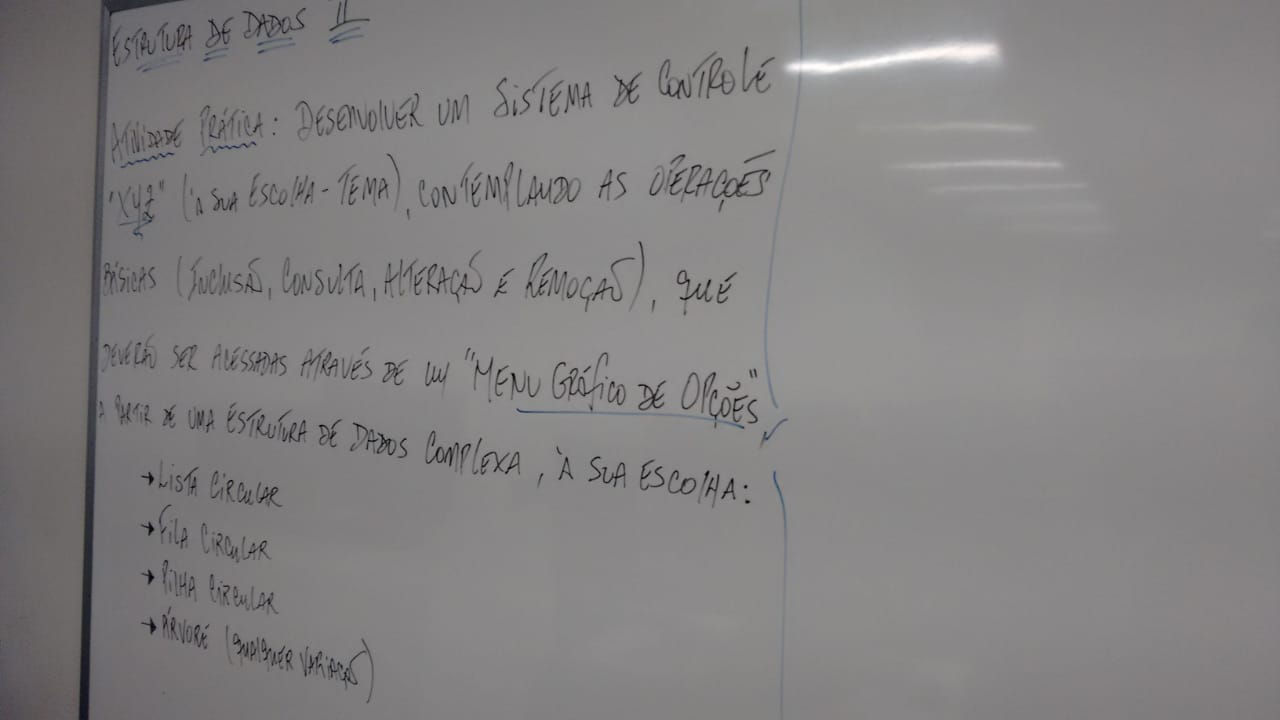 ESTRUTURA DE DADOS II
ATIVIDADE PRÁTICA: DESENVOLVER UM SISTEMA DE CONTROLE
"XYZ" (À SUA ESCOLHA - TEMA), CONTEMPLANDO AS OPERAÇÕES
BÁSICAS (INCLUSÃO, CONSULTA, ALTERAÇÃO E REMOÇÃO), QUE
DEVERÃO SER ACESSADAS ATRAVÉS DE UM "MENU GRÁFICO DE OPÇÕES"
A PARTIR DE UMA ESTRUTURA DE DADOS COMPLEXA, À SUA ESCOLHA:
→ LISTA CIRCULAR
→ FILA CIRCULAR
→ PILHA CIRCULAR
→ ÁRVORE (QUALQUER VARIAÇÃO)